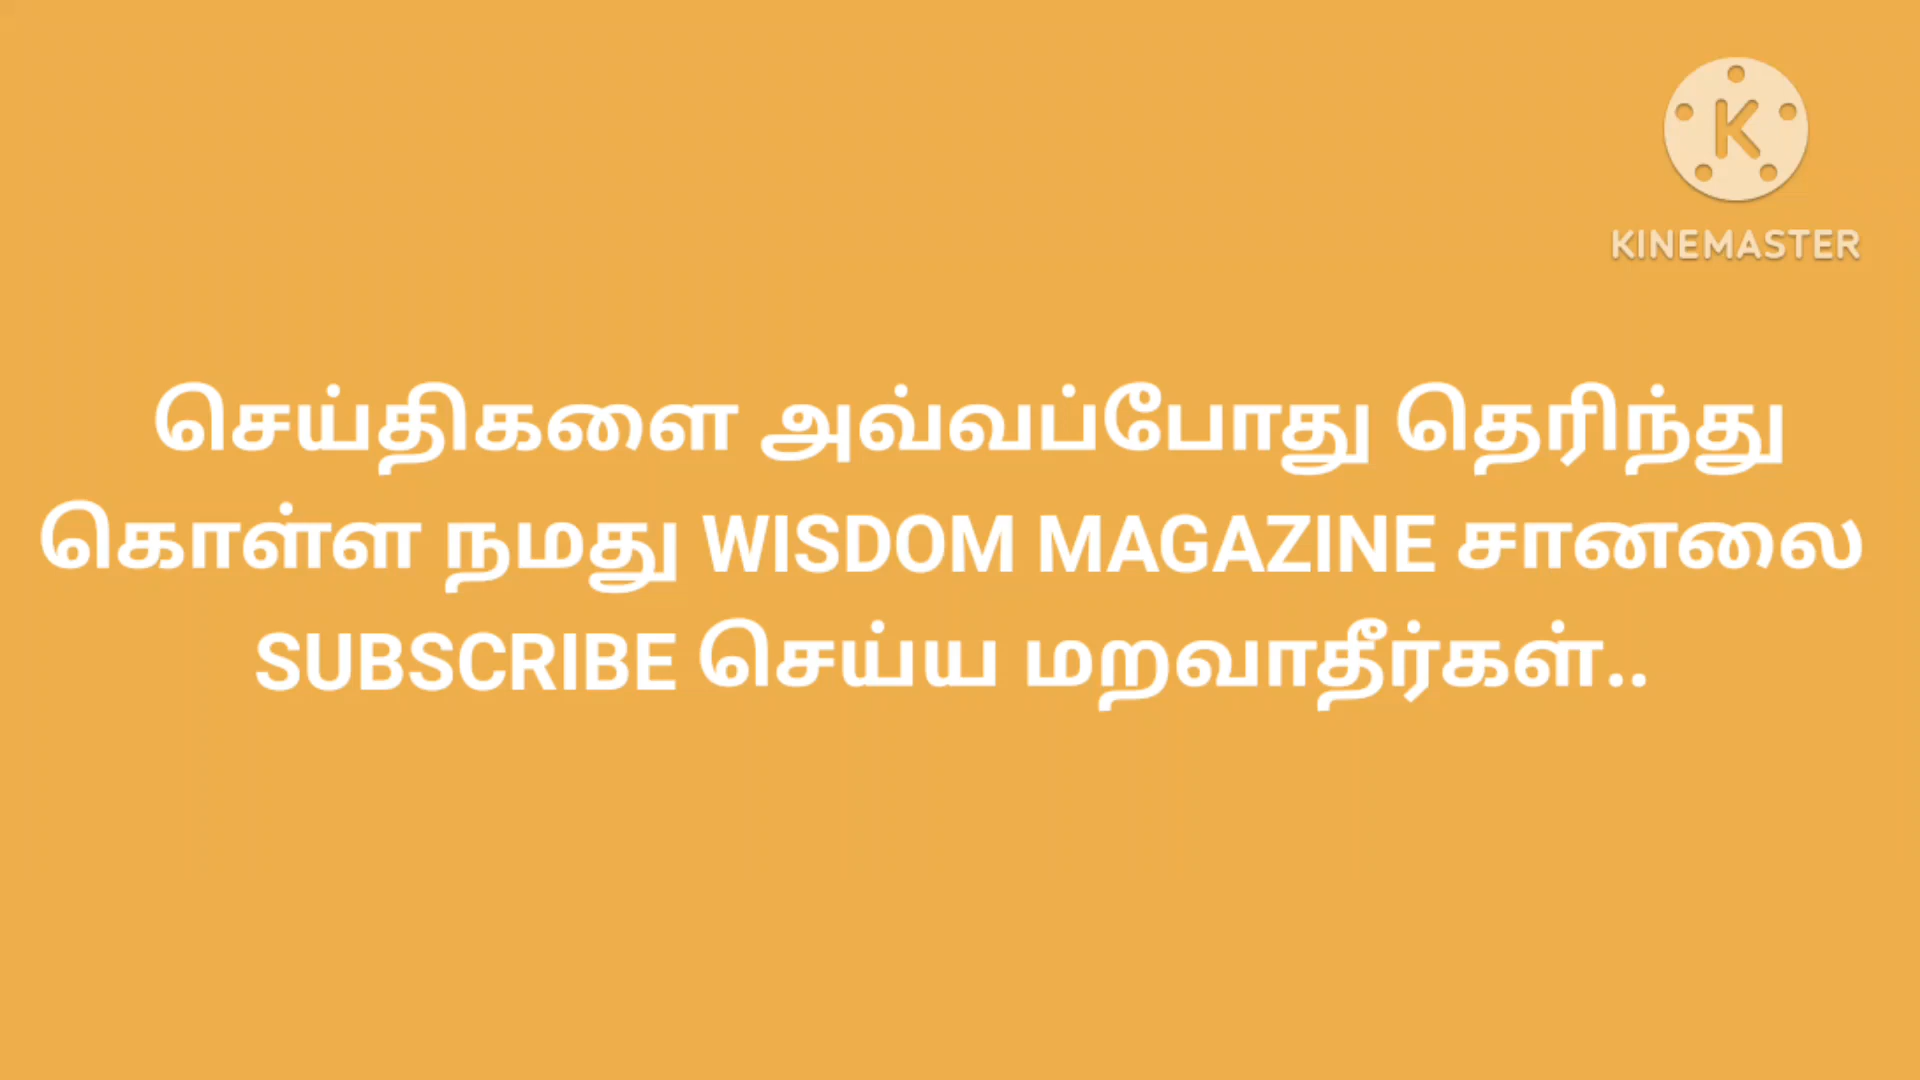 K
KINEMASTER
செய்திகளை அவ்வப்போது தெரிந்து
கொள்ள நமது WISDOM MAGAZINE சானலை
SUBSCRIBE செய்ய மறவாதீர்கள்..